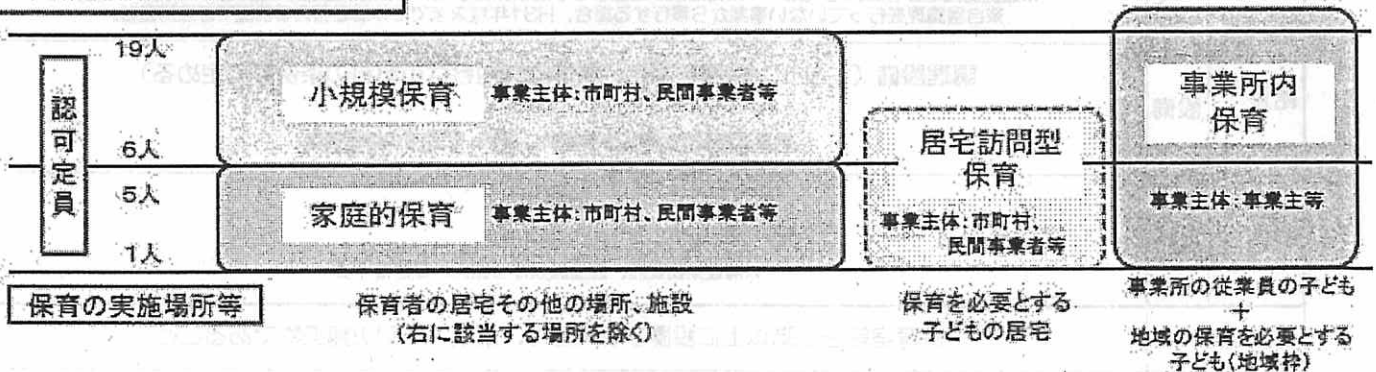 認可定員
19人
6人
5人
1人
小規模保育 事業主体:市町村、民間事業者等
家庭的保育 事業主体:市町村、民間事業者等
居宅訪問型
保育
事業主体:市町村、
民間事業者等
事業所内
保育
事業主体:事業主等
保育の実施場所等
保育者の居宅その他の場所、施設
(右に該当する場所を除く)
保育を必要とする
子どもの居宅
事業所の従業員の子ども
+
地域の保育を必要とする
子ども(地域枠)